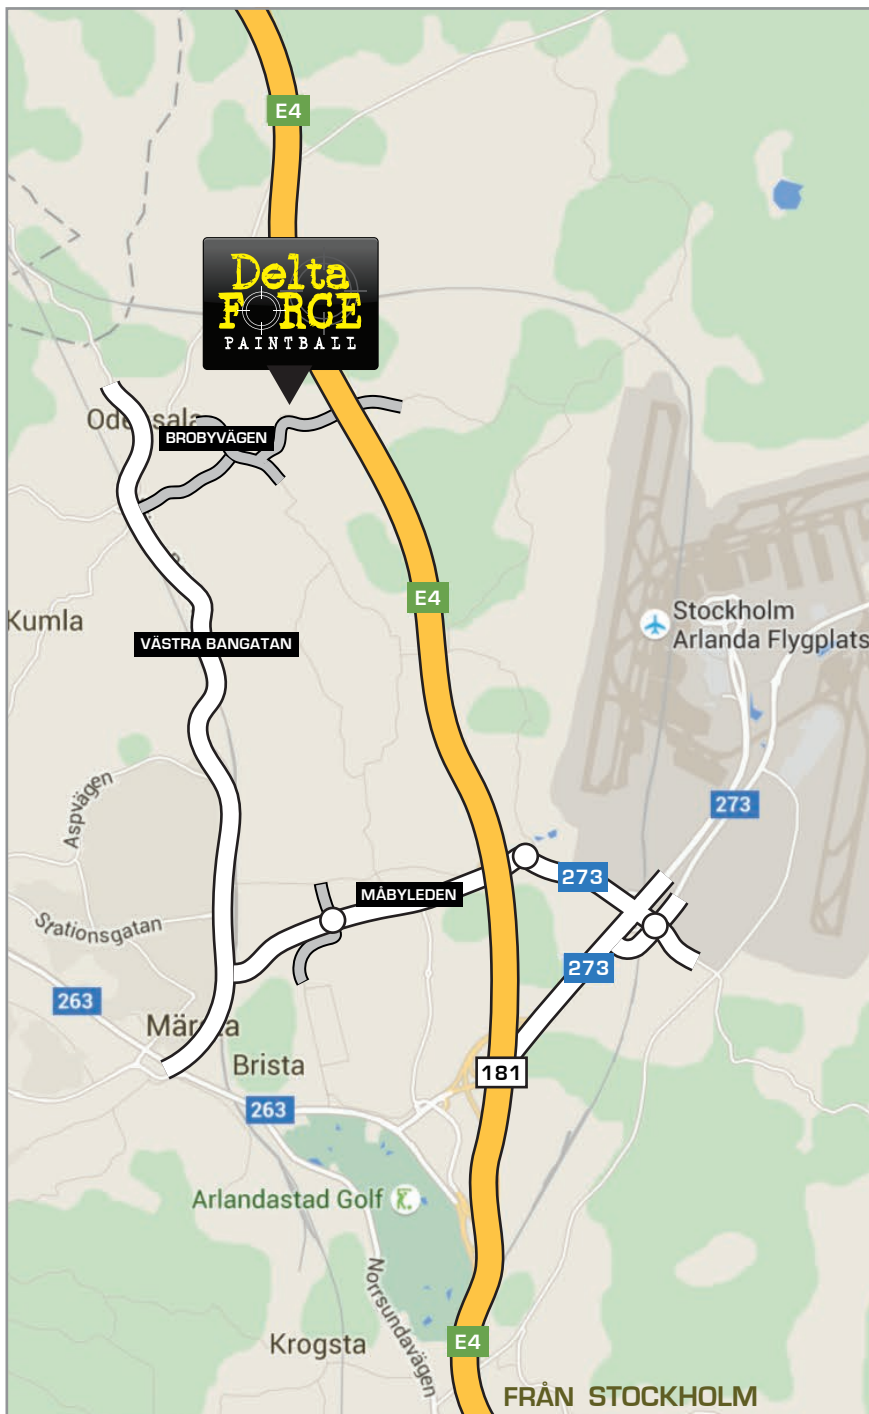 E4
Delta
FORCE
PAINTBALL
BROBYVÄGEN
E4
Stockholm
Arlanda Flygplats
Kumla
VÄSTRA BANGATAN
273
Aspvägen
273
MÅBYLEDEN
Stationsgatan
273
263
Brista
181
263
Arlandastad Golf
Norrsundavägen
E4
Krogsta
FRÅN STOCKHOLM